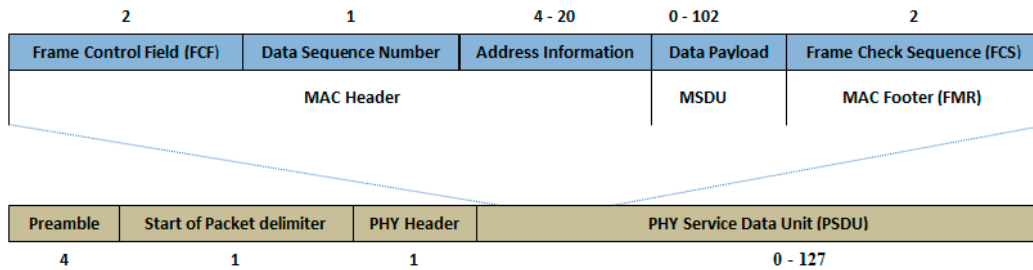 2 1 4 - 20 0 - 102 2
Frame Control Field (FCF) Data Sequence Number Address Information Data Payload Frame Check Sequence (FCS)
MAC Header MSDU MAC Footer (FMR)
Preamble Start of Packet delimiter PHY Header PHY Service Data Unit (PSDU)
4 1 1 0 - 127